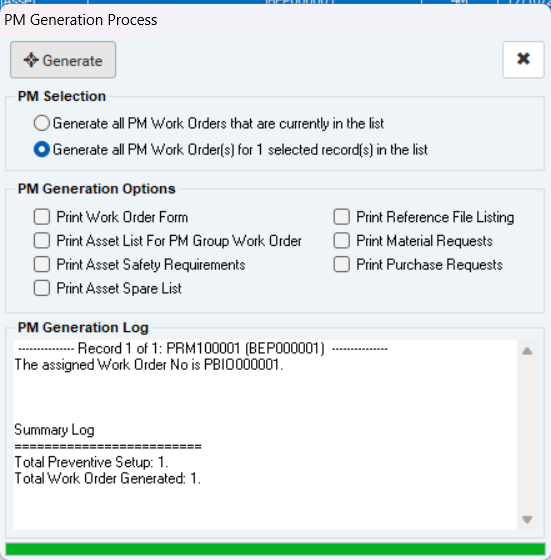 PM Generation Process
Generate
PM Selection
Generate all PM Work Orders that are currently in the list
Generate all PM Work Order(s) for 1 selected record(s) in the list
PM Generation Options
Print Work Order Form
Print Reference File Listing
Print Asset List For PM Group Work Order
Print Material Requests
Print Asset Safety Requirements
Print Purchase Requests
Print Asset Spare List
PM Generation Log
--------------- Record 1 of 1: PRM100001 (BEP000001) ---------------
The assigned Work Order No is PBIO000001.
Summary Log
=========================
Total Preventive Setup: 1.
Total Work Order Generated: 1.